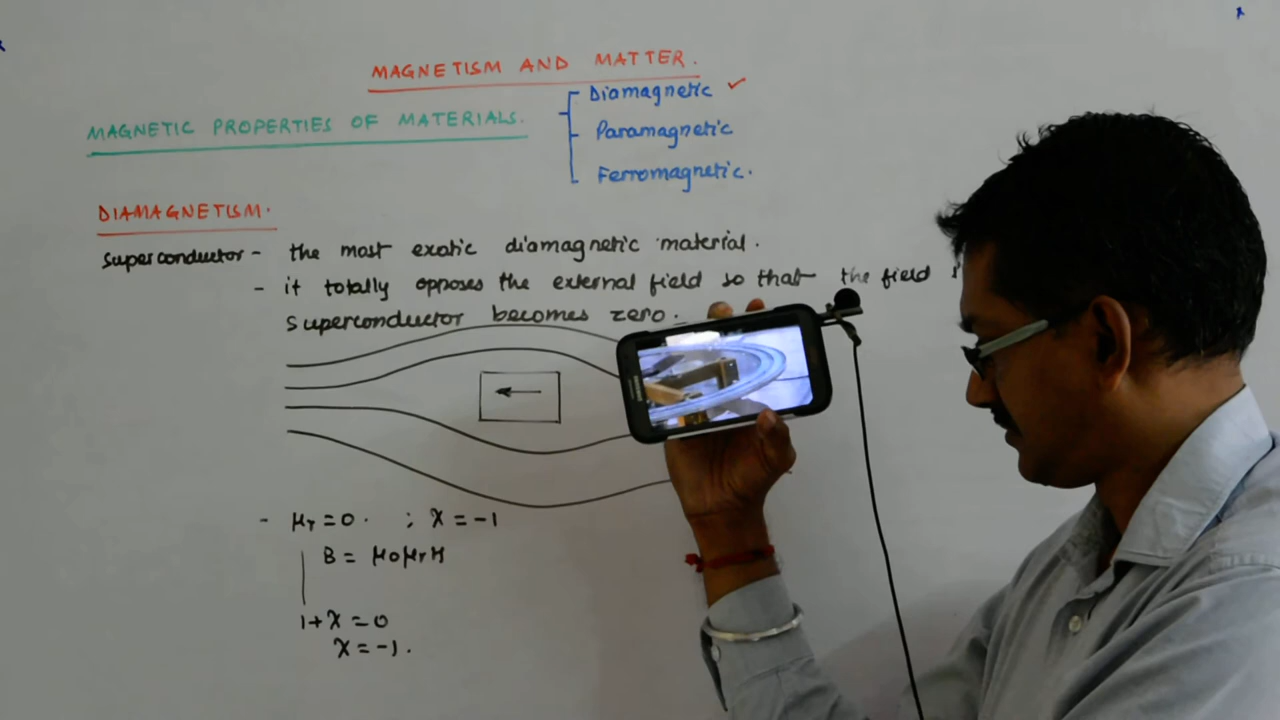 MAGNETISM AND MATTER.
MAGNETIC PROPERTIES OF MATERIALS.
Diamagnetic ✓
Paramagnetic
Ferromagnetic.
DIAMAGNETISM.
Superconductor - the most exotic diamagnetic material.
- it totally opposes the external field so that the field
superconductor becomes zero.
- μr = 0. ; χ = -1
B = μ0μrH
1+χ = 0
χ = -1.